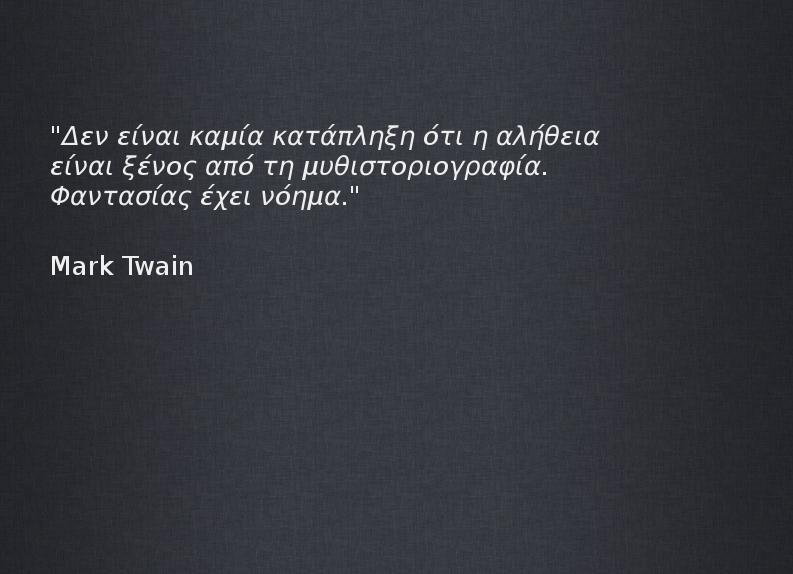 "Δεν είναι καμία κατάπληξη ότι η αλήθεια
είναι ξένος από τη μυθιστοριογραφία.
Φαντασίας έχει νόημα."
Mark Twain